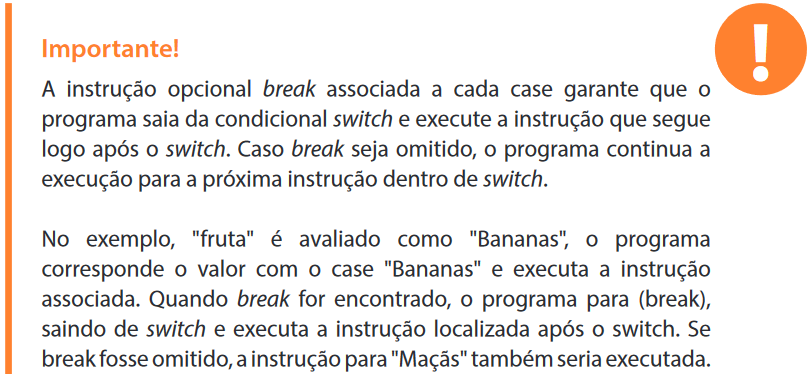 Importante!
A instrução opcional break associada a cada case garante que o
programa saia da condicional switch e execute a instrução que segue
logo após o switch. Caso break seja omitido, o programa continua a
execução para a próxima instrução dentro de switch.
No exemplo, "fruta" é avaliado como "Bananas", o programa
corresponde o valor com o case "Bananas" e executa a instrução
associada. Quando break for encontrado, o programa para (break),
saindo de switch e executa a instrução localizada após o switch. Se
break fosse omitido, a instrução para "Maçãs" também seria executada.
!